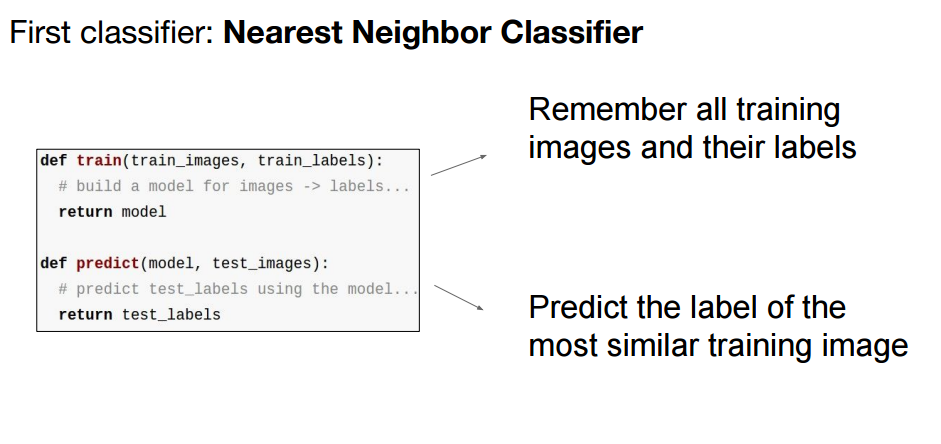 First classifier: Nearest Neighbor Classifier
def train(train_images, train_labels):
# build a model for images -> labels...
return model
def predict(model, test_images):
# predict test_labels using the model...
return test_labels
Remember all training
images and their labels
Predict the label of the
most similar training image